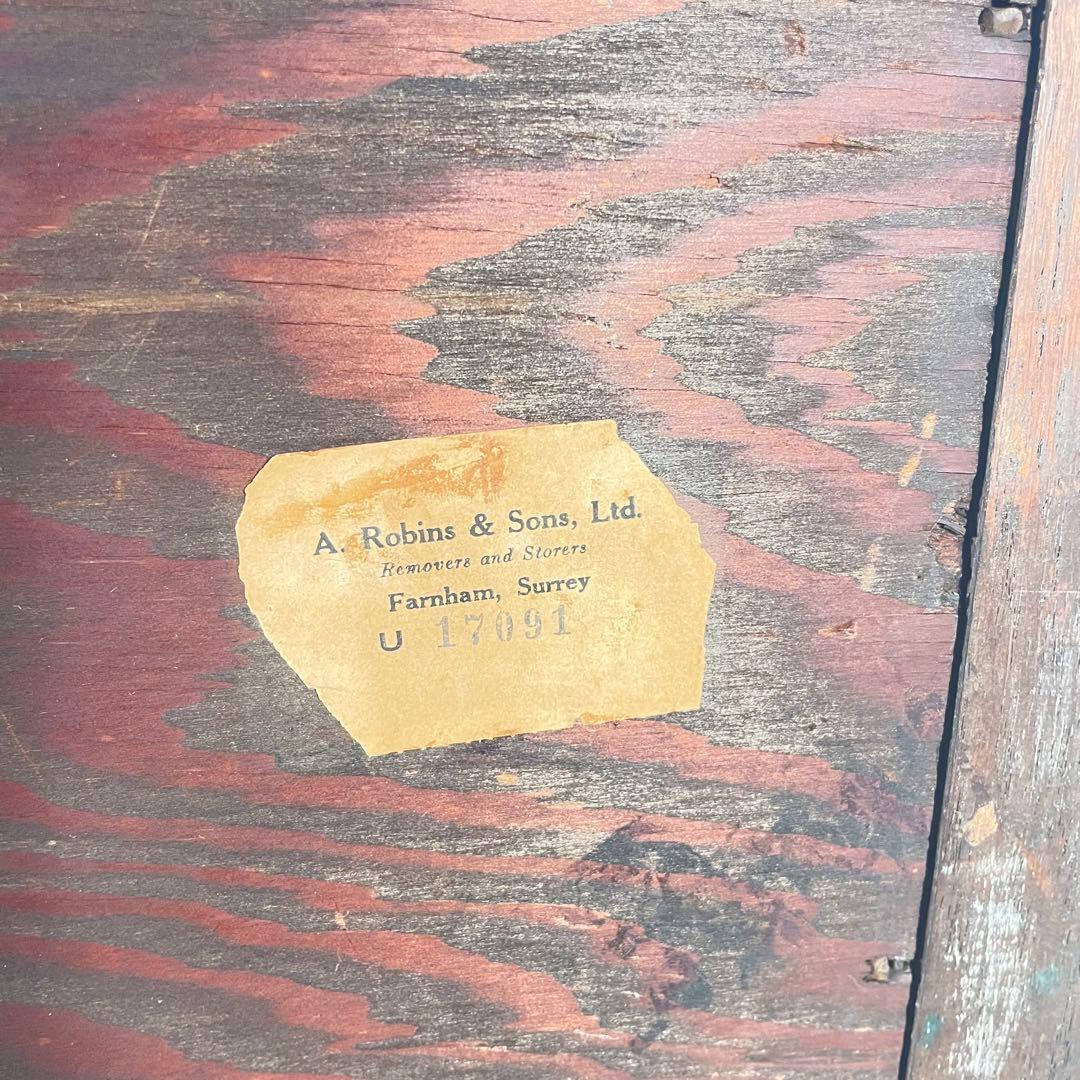 A. Robins & Sons, Ltd.
Removers and Storers
Farnham, Surrey
U 17091